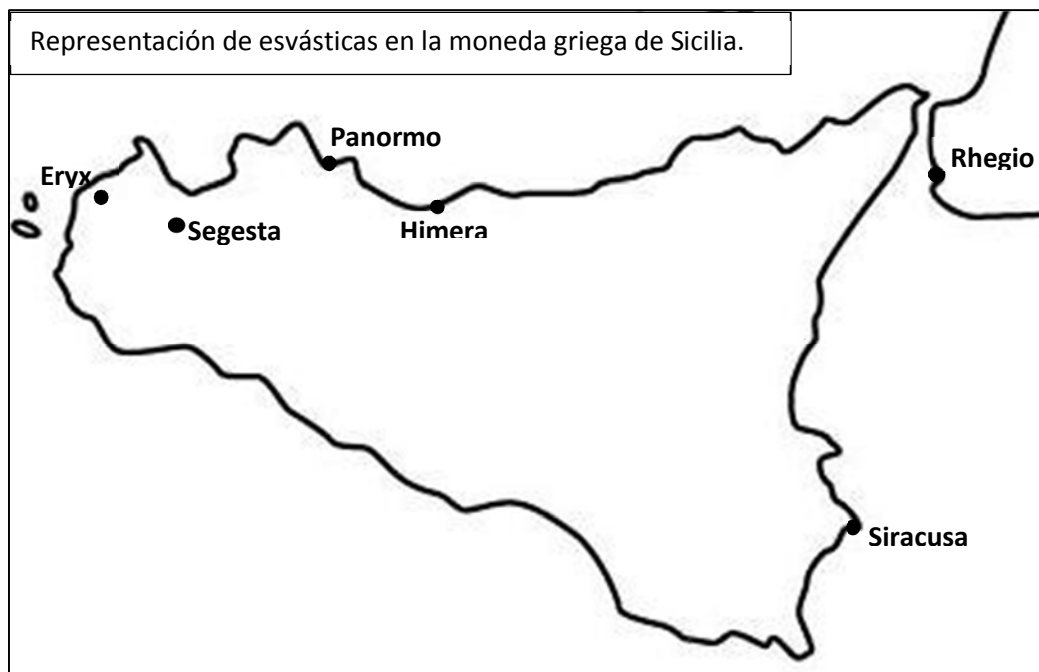 Representación de esvásticas en la moneda griega de Sicilia.
Panormo
Rhegio
Eryx
Segesta
Himera
Siracusa